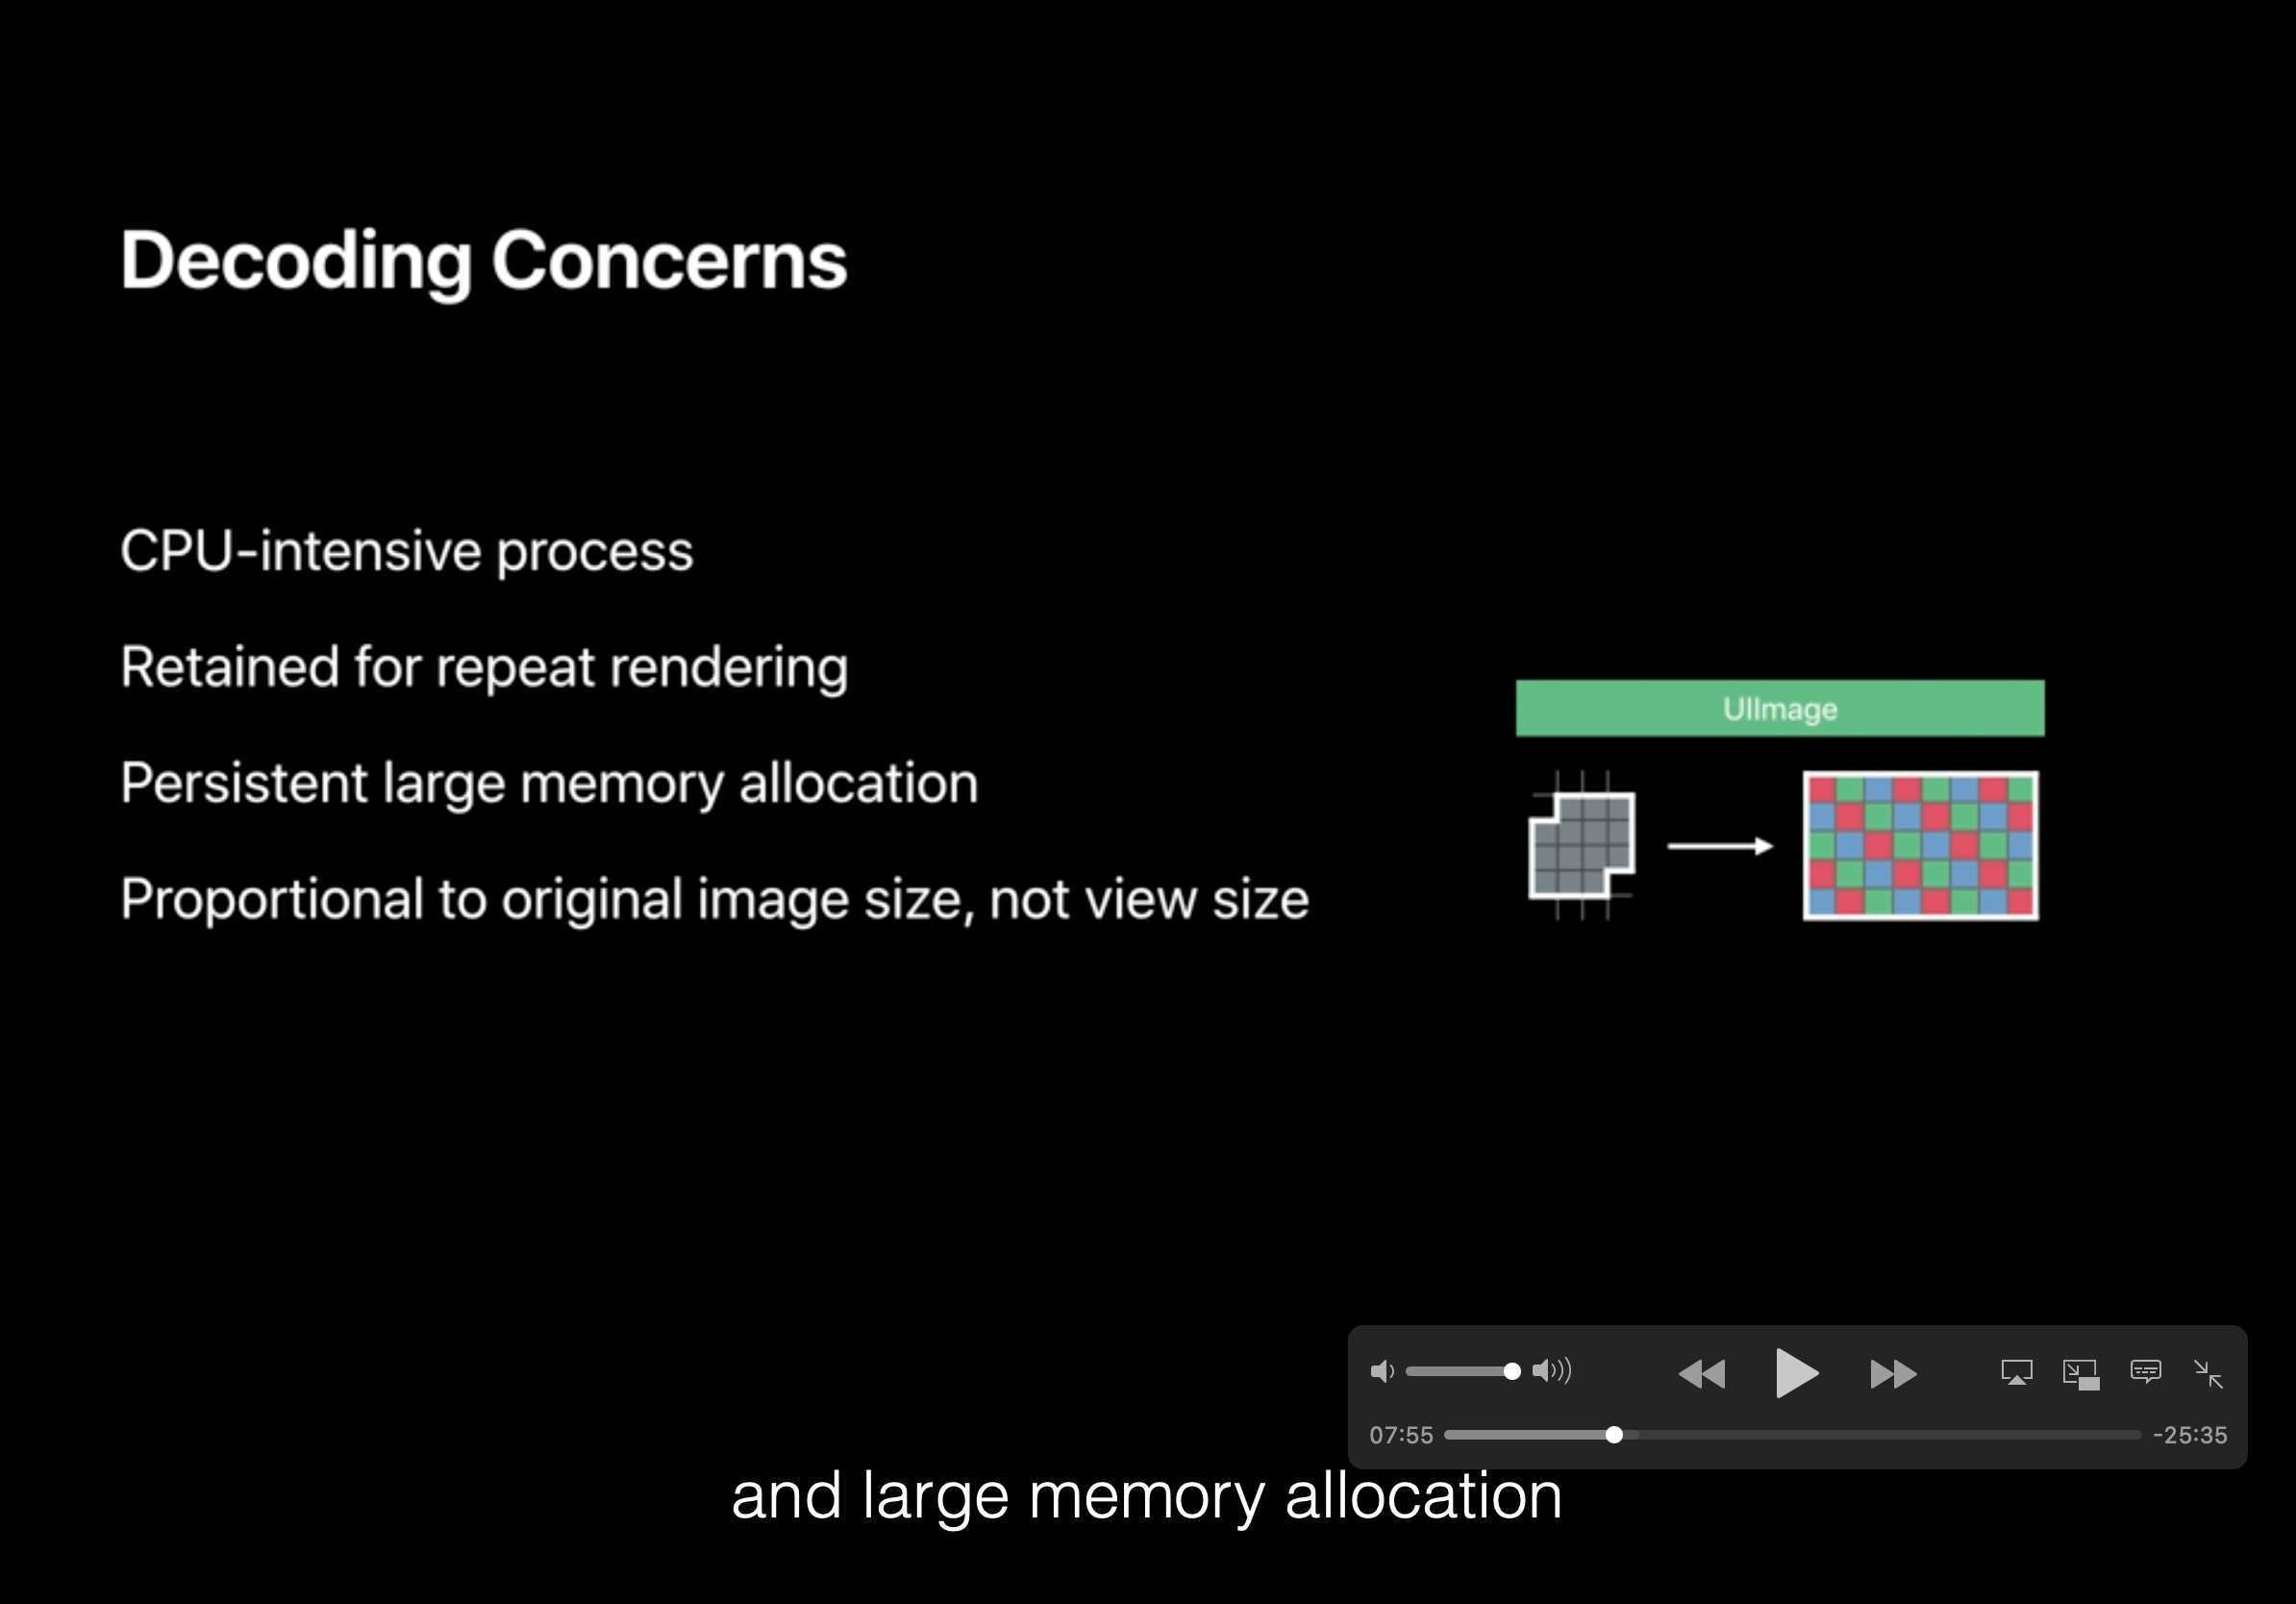 Decoding Concerns
CPU-intensive process
Retained for repeat rendering
Persistent large memory allocation
Proportional to original image size, not view size
UIImage
07:55
-25:35
and large memory allocation